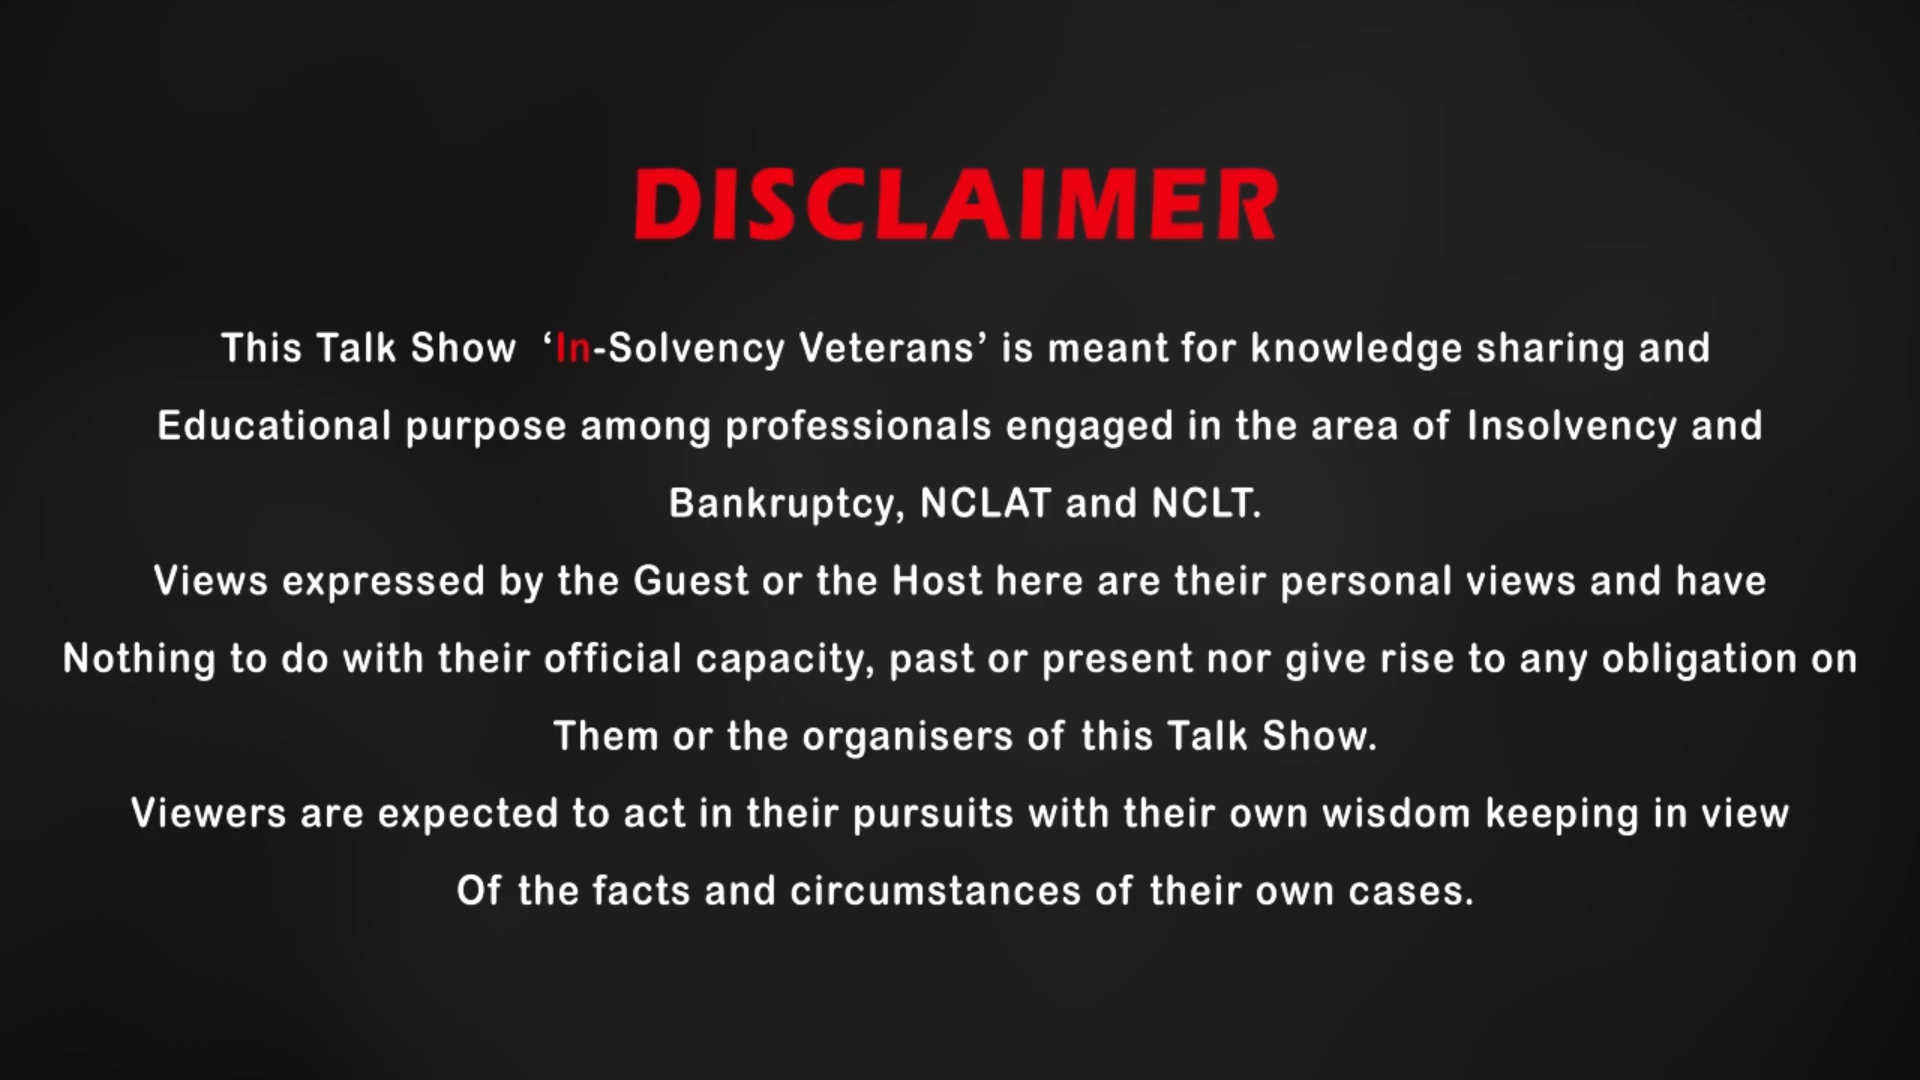 DISCLAIMER
This Talk Show ‘In-Solvency Veterans’ is meant for knowledge sharing and
Educational purpose among professionals engaged in the area of Insolvency and
Bankruptcy, NCLAT and NCLT.
Views expressed by the Guest or the Host here are their personal views and have
Nothing to do with their official capacity, past or present nor give rise to any obligation on
Them or the organisers of this Talk Show.
Viewers are expected to act in their pursuits with their own wisdom keeping in view
Of the facts and circumstances of their own cases.